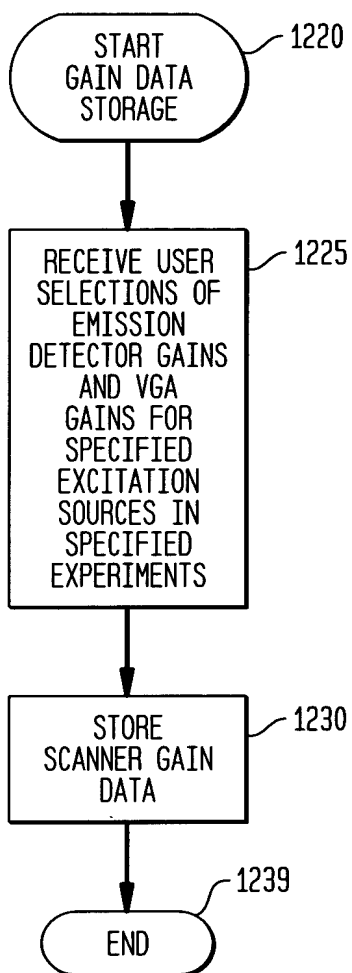 START
GAIN DATA
STORAGE
1220
RECEIVE USER
SELECTIONS OF
EMISSION
DETECTOR GAINS
AND VGA
GAINS FOR
SPECIFIED
EXCITATION
SOURCES IN
SPECIFIED
EXPERIMENTS
1225
STORE
SCANNER GAIN
DATA
1230
END
1239